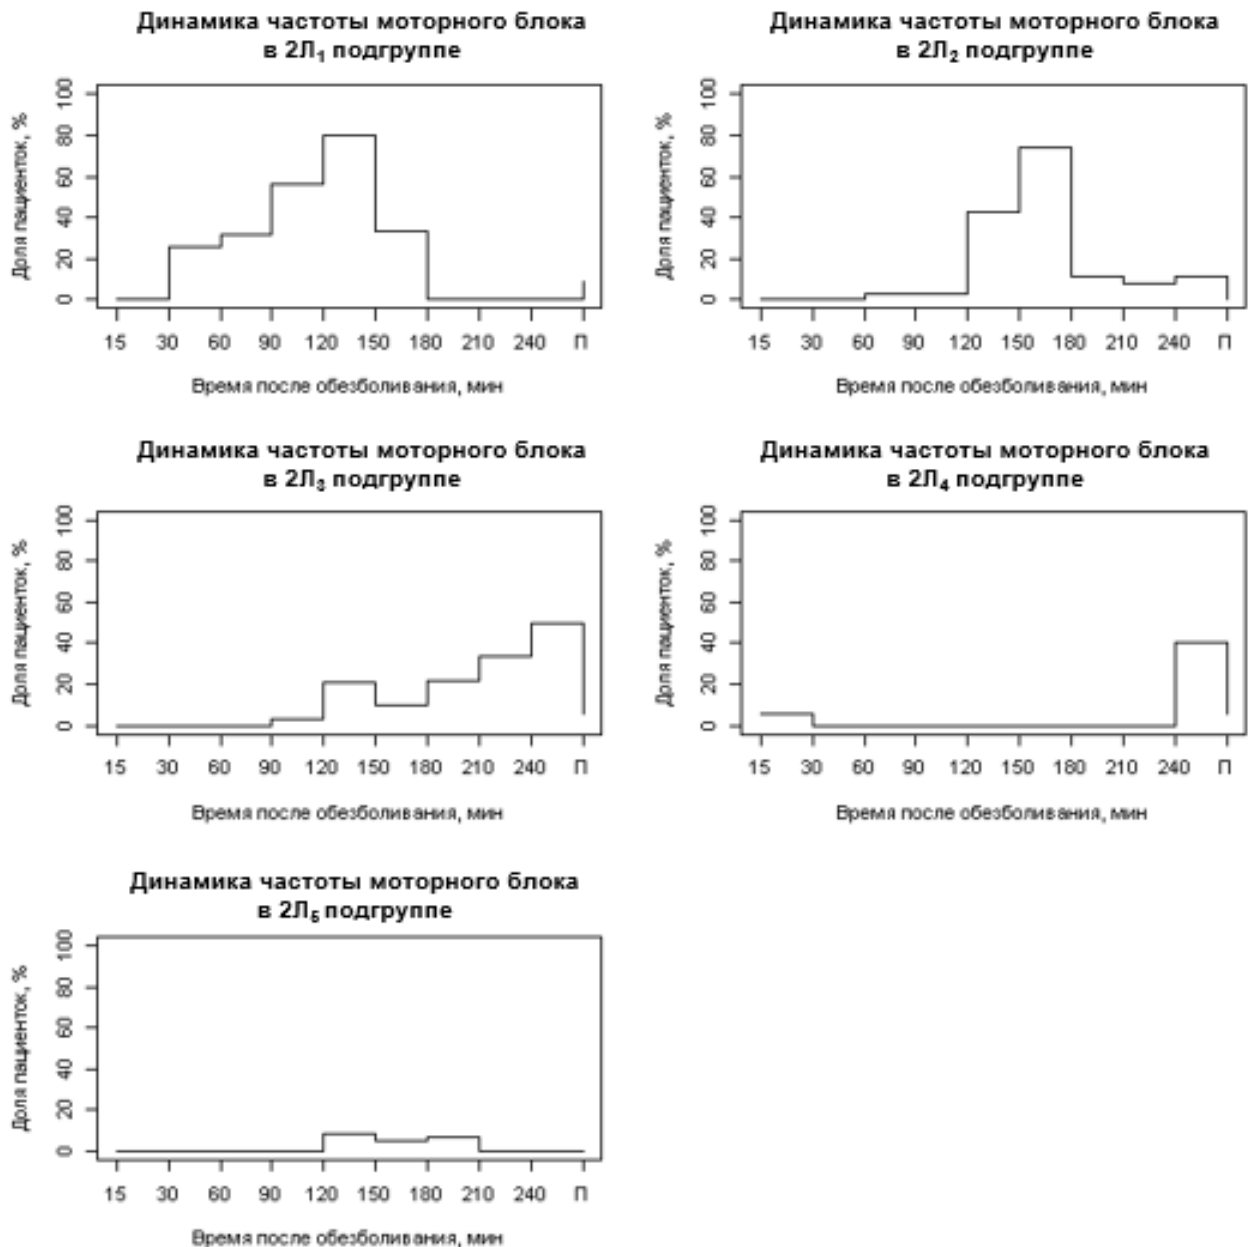 Динамика частоты моторного блока
в 2Л₁ подгруппе
Доля пациенток, %
100
80
60
40
20
0
15 30 60 90 120 150 180 210 240 П
Время после обезболивания, мин
Динамика частоты моторного блока
в 2Л₂ подгруппе
Доля пациенток, %
100
80
60
40
20
0
15 30 60 90 120 150 180 210 240 П
Время после обезболивания, мин
Динамика частоты моторного блока
в 2Л₃ подгруппе
Доля пациенток, %
100
80
60
40
20
0
15 30 60 90 120 150 180 210 240 П
Время после обезболивания, мин
Динамика частоты моторного блока
в 2Л₄ подгруппе
Доля пациенток, %
100
80
60
40
20
0
15 30 60 90 120 150 180 210 240 П
Время после обезболивания, мин
Динамика частоты моторного блока
в 2Л₅ подгруппе
Доля пациенток, %
100
80
60
40
20
0
15 30 60 90 120 150 180 210 240 П
Время после обезболивания, мин